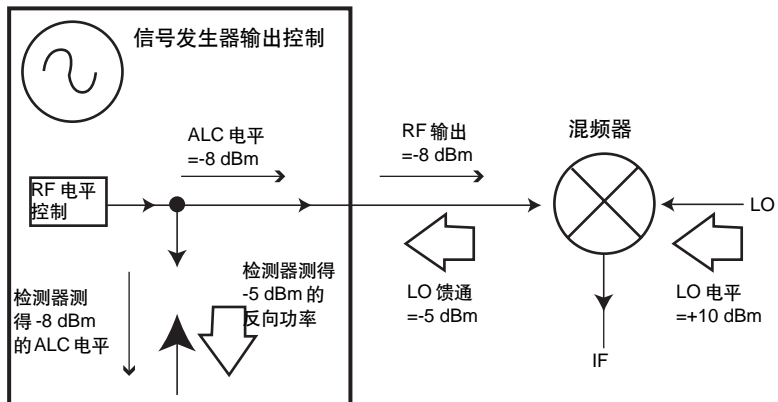 信号发生器输出控制
ALC 电平
=-8 dBm
RF 输出
=-8 dBm
混频器
RF 电平
控制
LO
检测器测
得 -8 dBm
的 ALC 电平
检测器测得
-5 dBm 的
反向功率
LO 馈通
=-5 dBm
LO 电平
=+10 dBm
IF